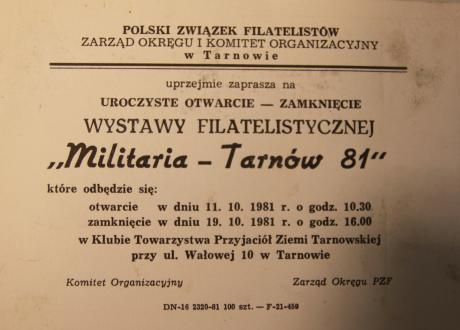 POLSKI ZWIĄZEK FILATELISTÓW
ZARZĄD OKRĘGU I KOMITET ORGANIZACYJNY
w Tarnowie
uprzejmie zaprasza na
UROCZYSTE OTWARCIE — ZAMKNIĘCIE
WYSTAWY FILATELISTYCZNEJ
„Militaria – Tarnów 81"
które odbędzie się:
otwarcie w dniu 11. 10. 1981 r. o godz. 10.30
zamknięcie w dniu 19. 10. 1981 r. o godz. 16.00
w Klubie Towarzystwa Przyjaciół Ziemi Tarnowskiej
przy ul. Wałowej 10 w Tarnowie
Komitet Organizacyjny Zarząd Okręgu PZF
DN-16 2320-81 100 szt. — F-21-459